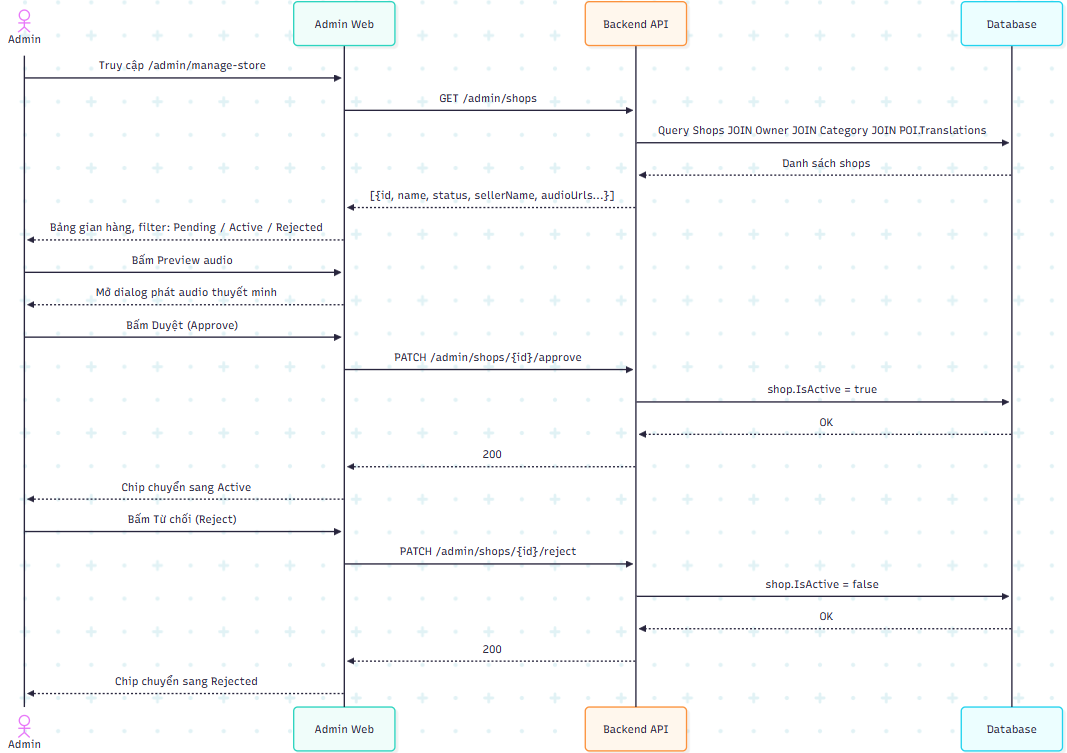 Admin
Admin Web
Backend API
Database
Truy cập /admin/manage-store
GET /admin/shops
Query Shops JOIN Owner JOIN Category JOIN POI.Translations
Danh sách shops
[{id, name, status, sellerName, audioUrls...}]
Bảng gian hàng, filter: Pending / Active / Rejected
Bấm Preview audio
Mở dialog phát audio thuyết minh
Bấm Duyệt (Approve)
PATCH /admin/shops/{id}/approve
shop.IsActive = true
OK
200
Chip chuyển sang Active
Bấm Từ chối (Reject)
PATCH /admin/shops/{id}/reject
shop.IsActive = false
OK
200
Chip chuyển sang Rejected
Admin
Admin Web
Backend API
Database